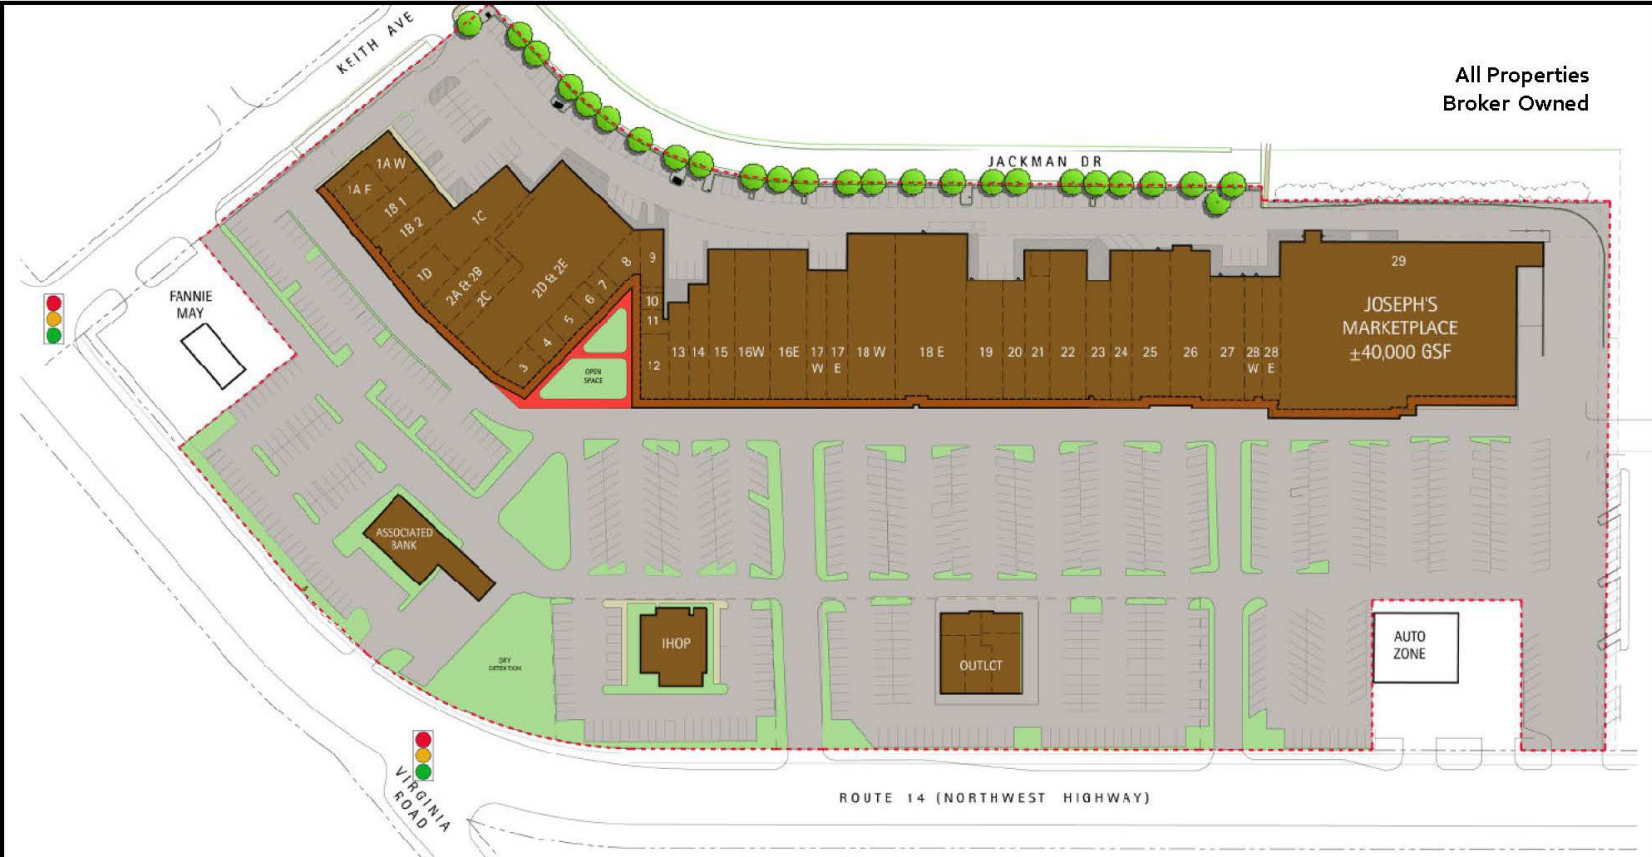 All Properties
Broker Owned
KEITH AVE
JACKMAN DR
FANNIE
MAY
1A W
1A E
1B 1
1B 2
1C
1D
2A & 2B
2C
2D & 2E
3
4
5
6
7
8
9
10
11
12
13
14
15
16W
16E
17
W
17
E
18 W
18 E
19
20
21
22
23
24
25
26
27
28
W
28
E
29
JOSEPH'S
MARKETPLACE
±40,000 GSF
OPEN
SPACE
ASSOCIATED
BANK
DRY
DETENTION
IHOP
OUTLOT
AUTO
ZONE
VIRGINIA
ROAD
ROUTE 14 (NORTHWEST HIGHWAY)